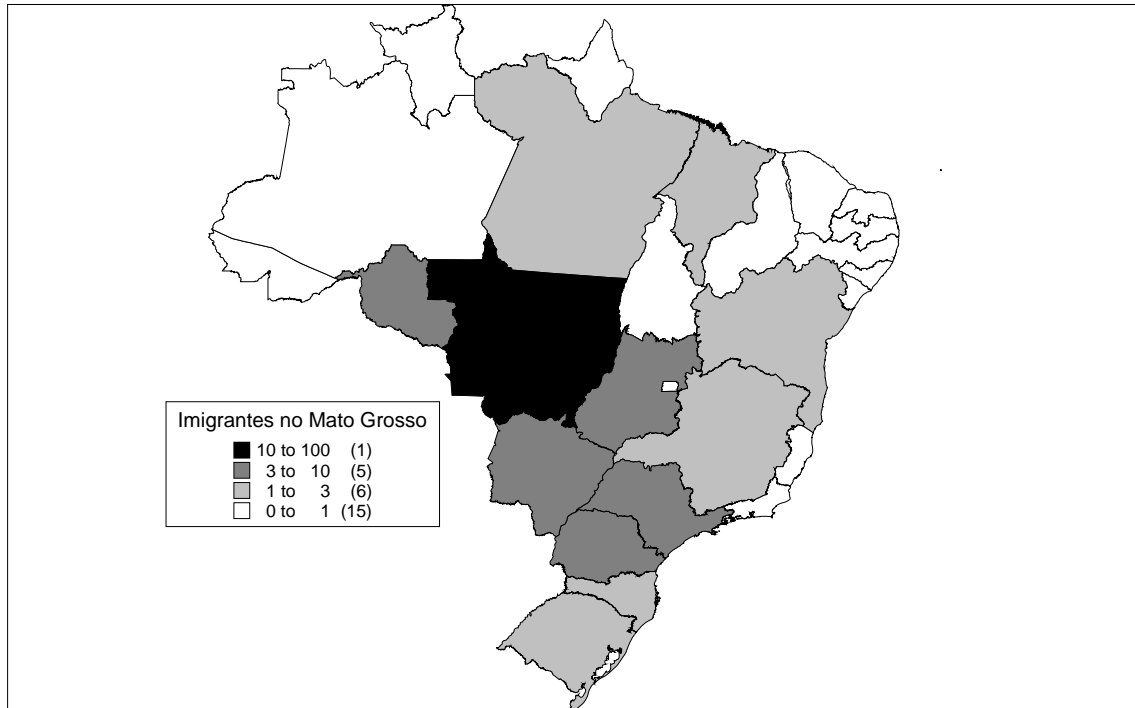 Imigrantes no Mato Grosso
10 to 100 (1)
3 to 10 (5)
1 to 3 (6)
0 to 1 (15)